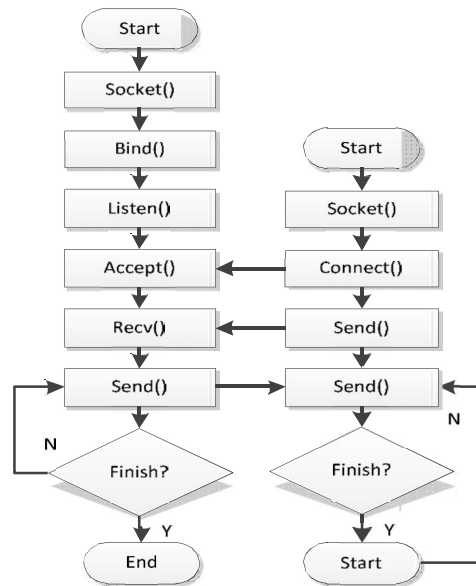 Start
Socket()
Bind()
Listen()
Accept()
Recv()
Send()
N
Finish?
Y
End
Start
Socket()
Connect()
Send()
Send()
N
Finish?
Y
Start